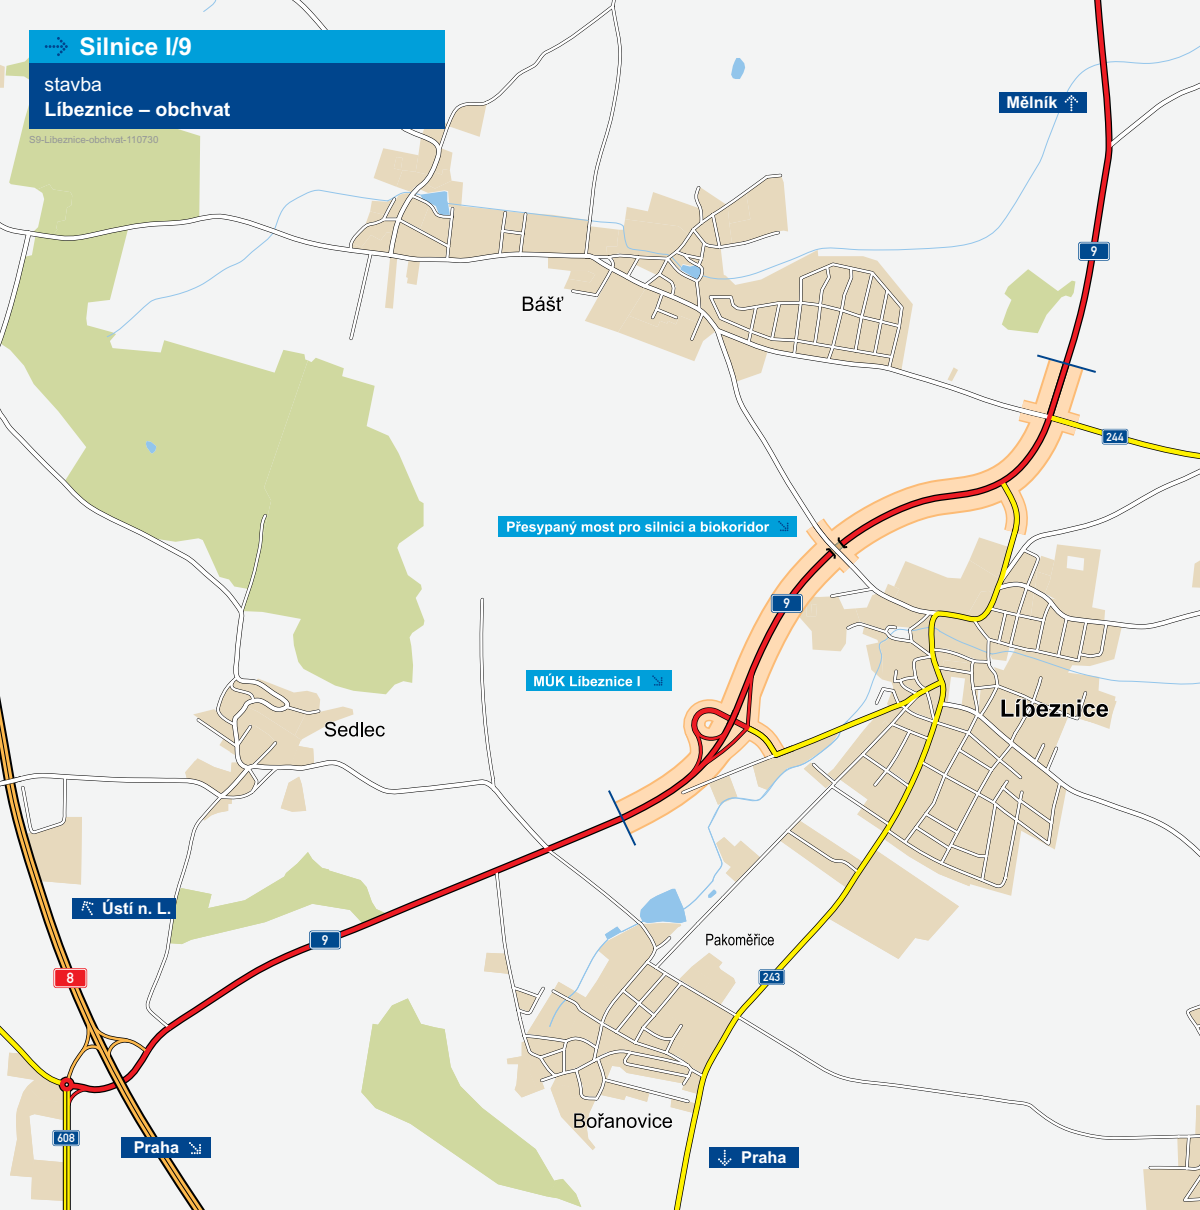 Silnice I/9
stavba
Líbeznice – obchvat
S9-Libeznice-obchvat-110730
Mělník
9
Bášť
244
Přesypaný most pro silnici a biokoridor
9
MÚK Líbeznice I
Líbeznice
Sedlec
Ústí n. L.
9
Pakoměřice
8
243
Bořanovice
608
Praha
Praha